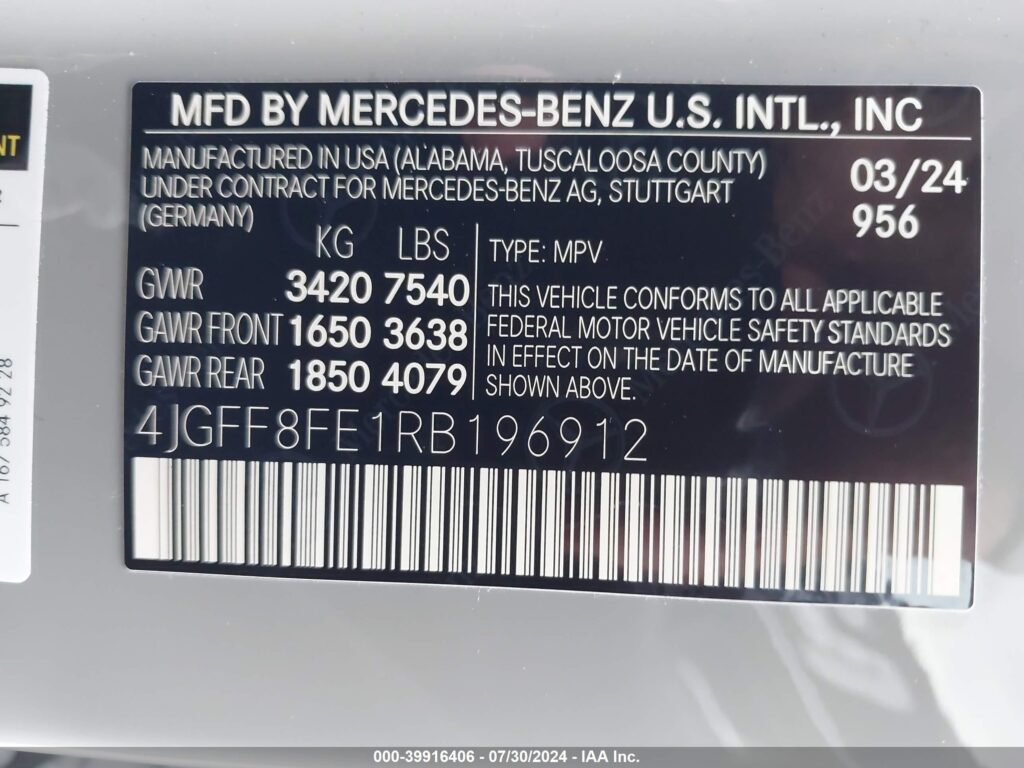 MFD BY MERCEDES-BENZ U.S. INTL., INC
MANUFACTURED IN USA (ALABAMA, TUSCALOOSA COUNTY)
UNDER CONTRACT FOR MERCEDES-BENZ AG, STUTTGART
(GERMANY)
03/24
956
KG LBS
GVWR 3420 7540
GAWR FRONT 1650 3638
GAWR REAR 1850 4079
TYPE: MPV
THIS VEHICLE CONFORMS TO ALL APPLICABLE
FEDERAL MOTOR VEHICLE SAFETY STANDARDS
IN EFFECT ON THE DATE OF MANUFACTURE
SHOWN ABOVE.
4JGFF8FE1RB196912
NT
A 167 584 92 28
Mercedes-Benz
000-39916406 - 07/30/2024 - IAA Inc.